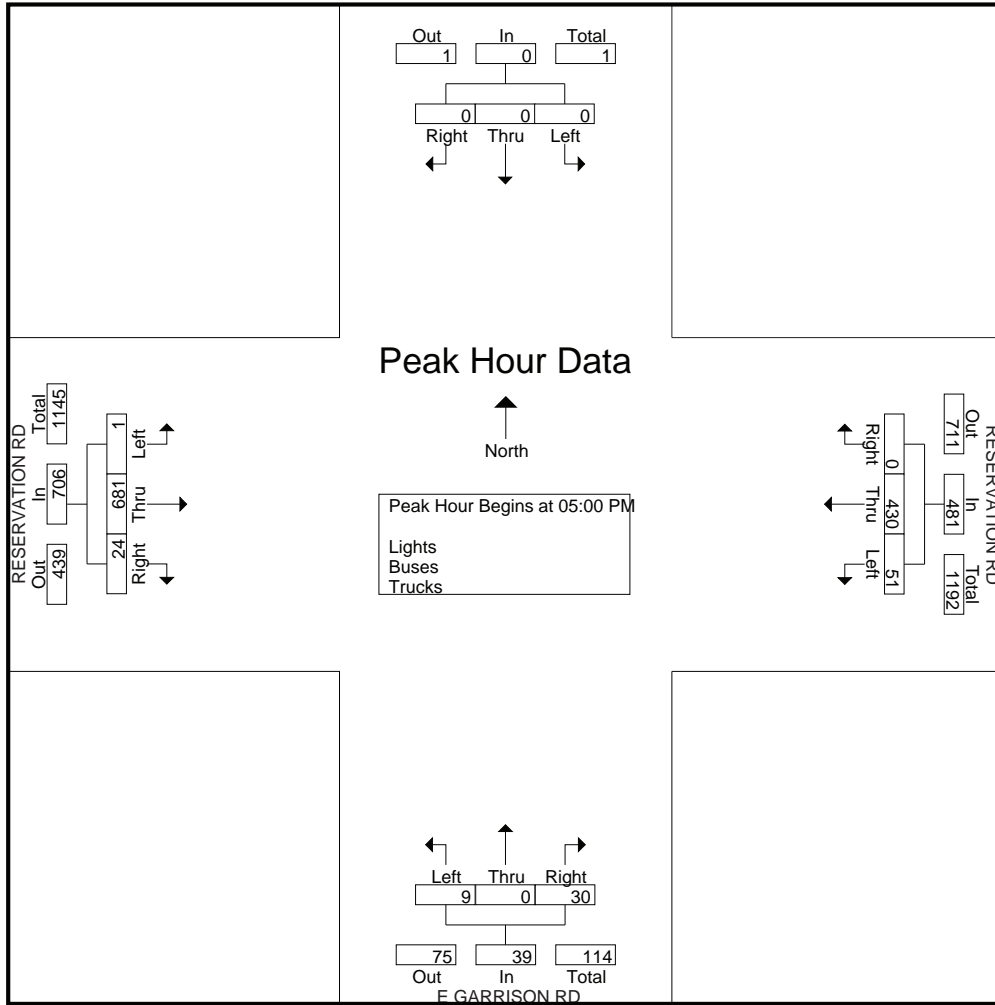 Out In Total
1 0 1
0 0 0
Right Thru Left
Peak Hour Data
North
Peak Hour Begins at 05:00 PM
Lights
Buses
Trucks
RESERVATION RD
Out In Total
439 706 1145
1 681 24
Left Thru Right
RESERVATION RD
Out In Total
711 481 1192
Right Thru Left
0 430 51
Left Thru Right
9 0 30
75 39 114
Out In Total
E GARRISON RD